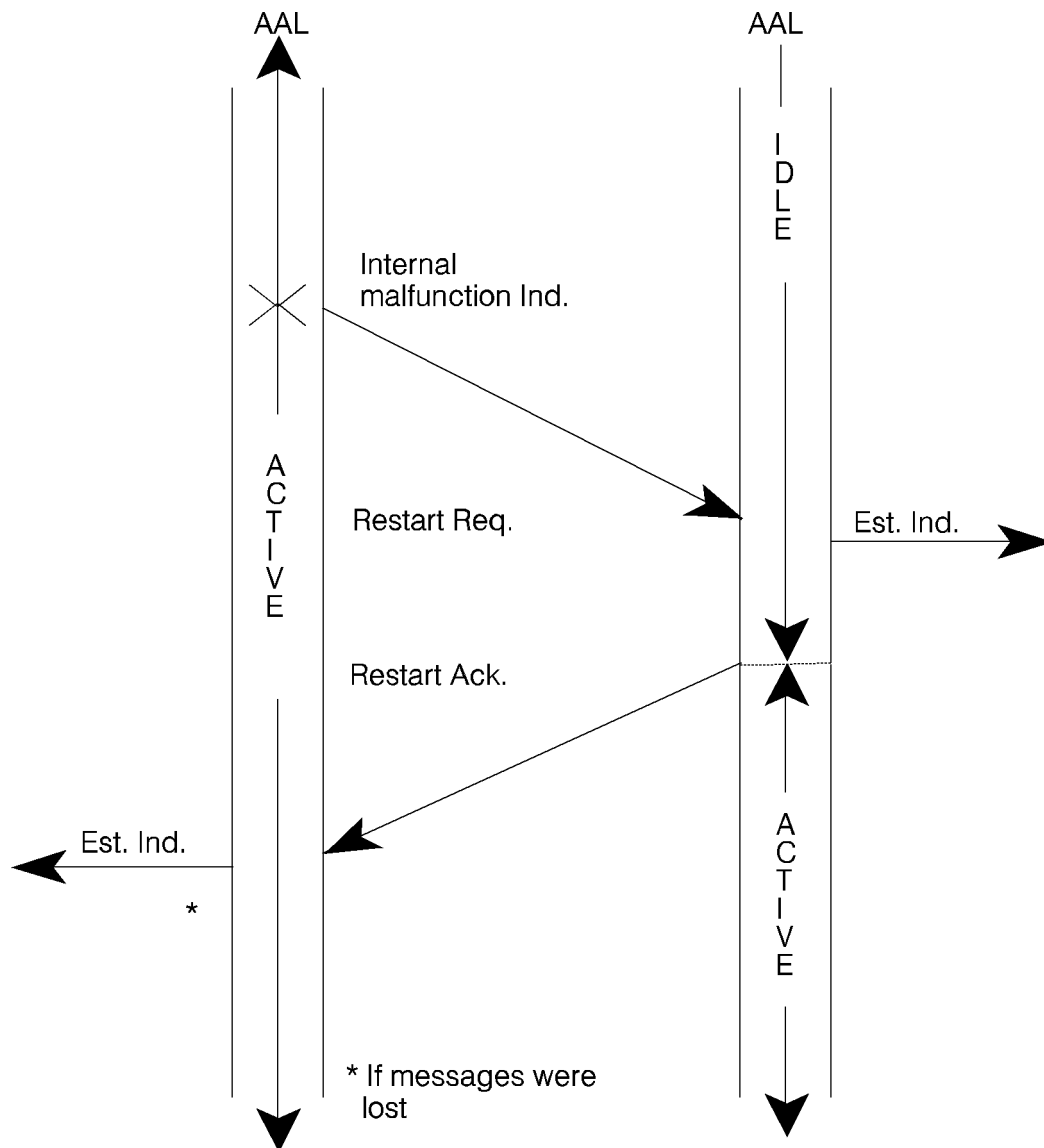 AAL
AAL
IDLE
Internal
malfunction Ind.
ACTIVE
Restart Req.
Est. Ind.
Restart Ack.
Est. Ind.
*
ACTIVE
* If messages were
lost